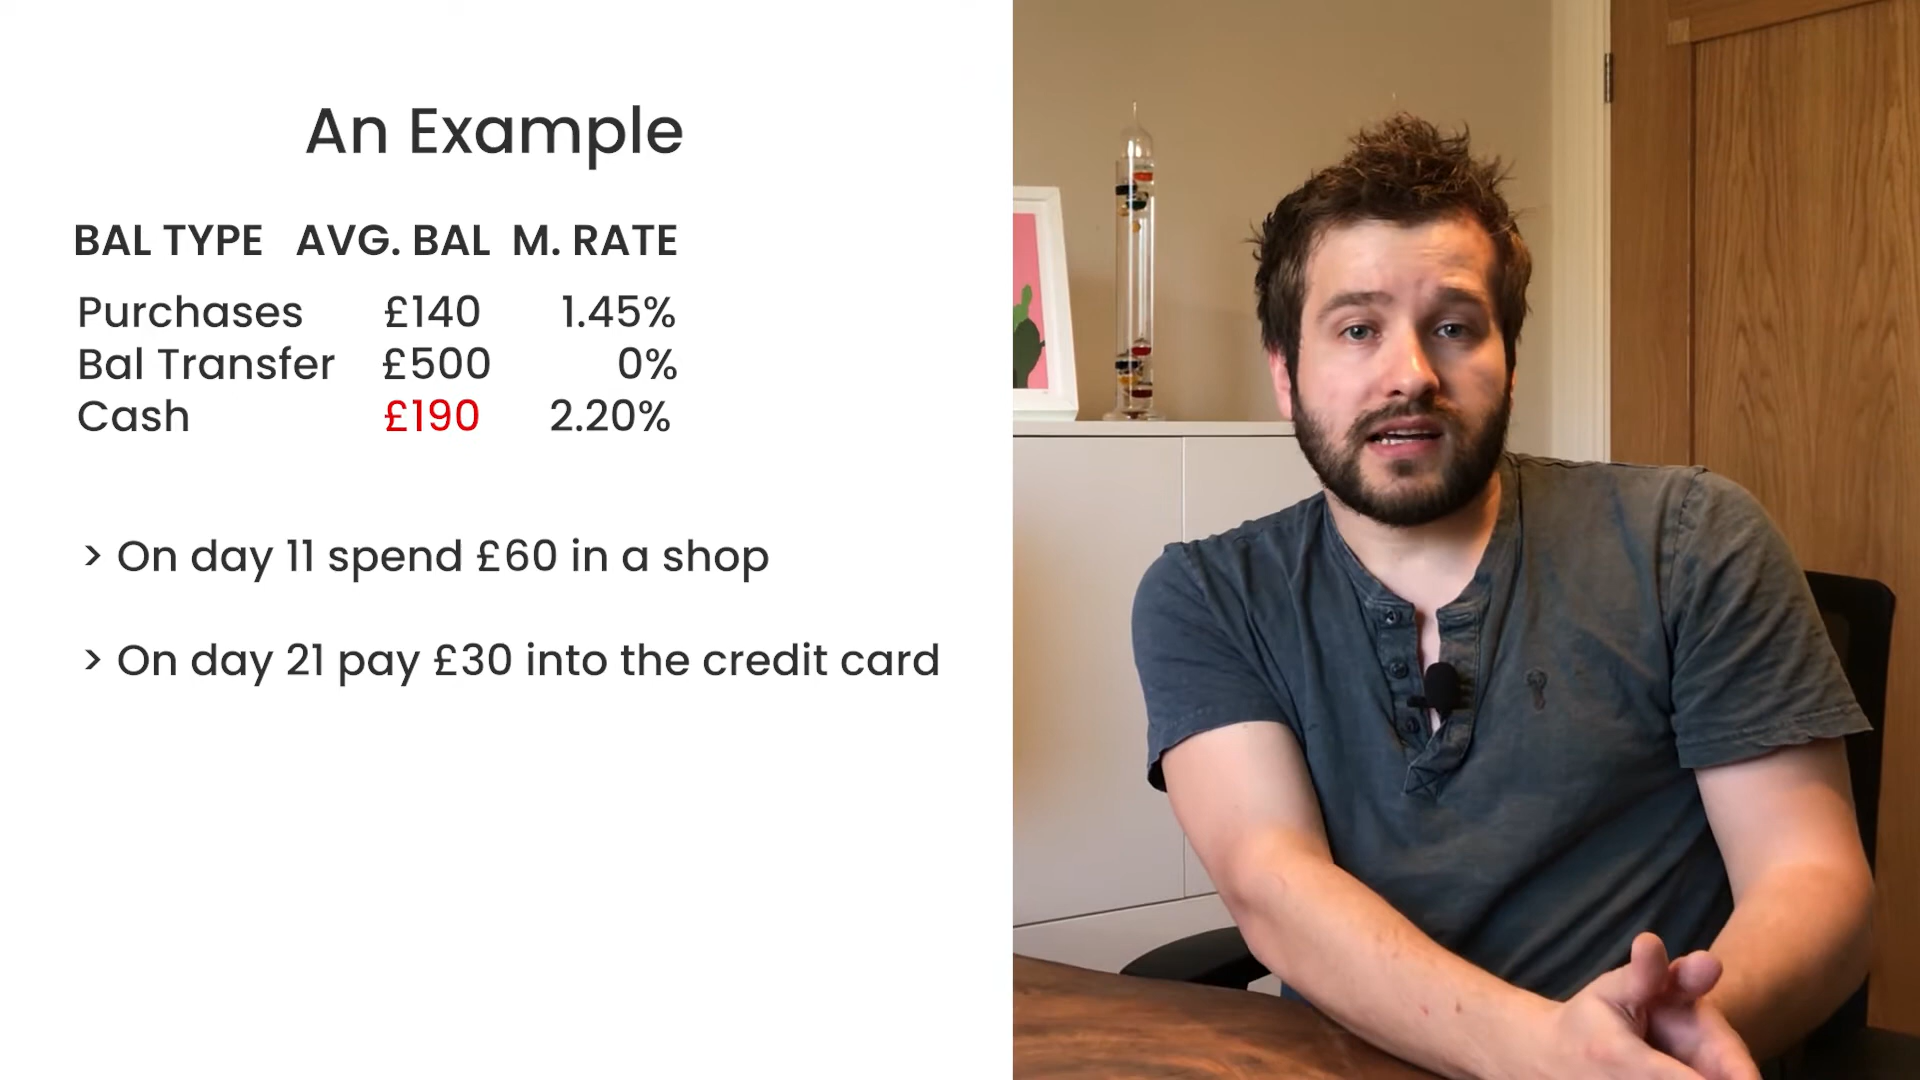 An Example
BAL TYPE AVG. BAL M. RATE
Purchases £140 1.45%
Bal Transfer £500 0%
Cash £190 2.20%
> On day 11 spend £60 in a shop
> On day 21 pay £30 into the credit card